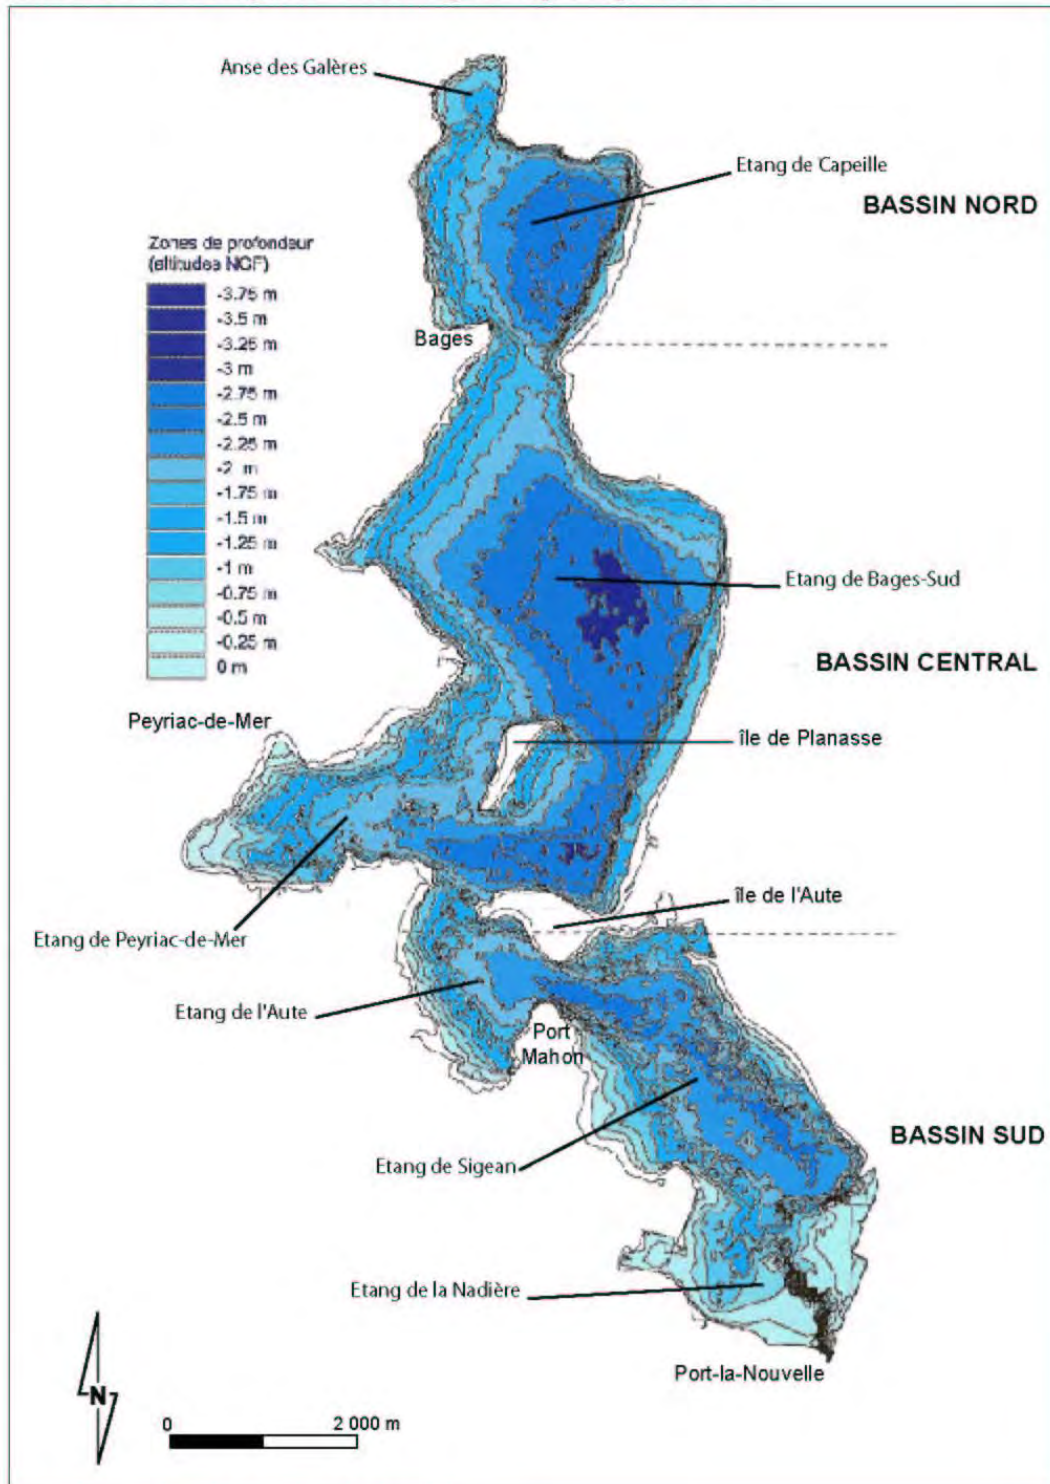 Anse des Galères
Etang de Capeille
BASSIN NORD
Zones de profondeur
(altitudes NGF)
-3.75 m
-3.5 m
-3.25 m
-3 m
-2.75 m
-2.5 m
-2.25 m
-2 m
-1.75 m
-1.5 m
-1.25 m
-1 m
-0.75 m
-0.5 m
-0.25 m
0 m
Bages
Etang de Bages-Sud
BASSIN CENTRAL
Peyriac-de-Mer
île de Planasse
île de l'Aute
Etang de Peyriac-de-Mer
Etang de l'Aute
Port
Mahon
BASSIN SUD
Etang de Sigean
Etang de la Nadière
Port-la-Nouvelle
N
0
2 000 m